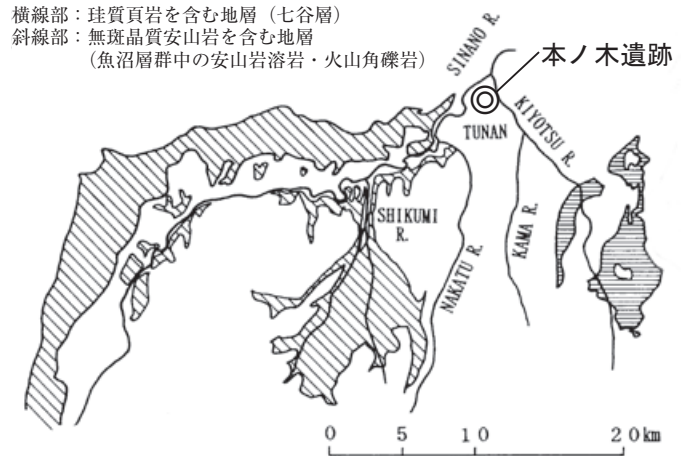 横線部：珪質頁岩を含む地層（七谷層）
斜線部：無斑晶質安山岩を含む地層
（魚沼層群中の安山岩溶岩・火山角礫岩）
本ノ木遺跡
SINANO R.
KIYOTSU R.
TUNAN
SHIKUMI
R.
KAMA R.
NAKATU R.
0 5 10 20km